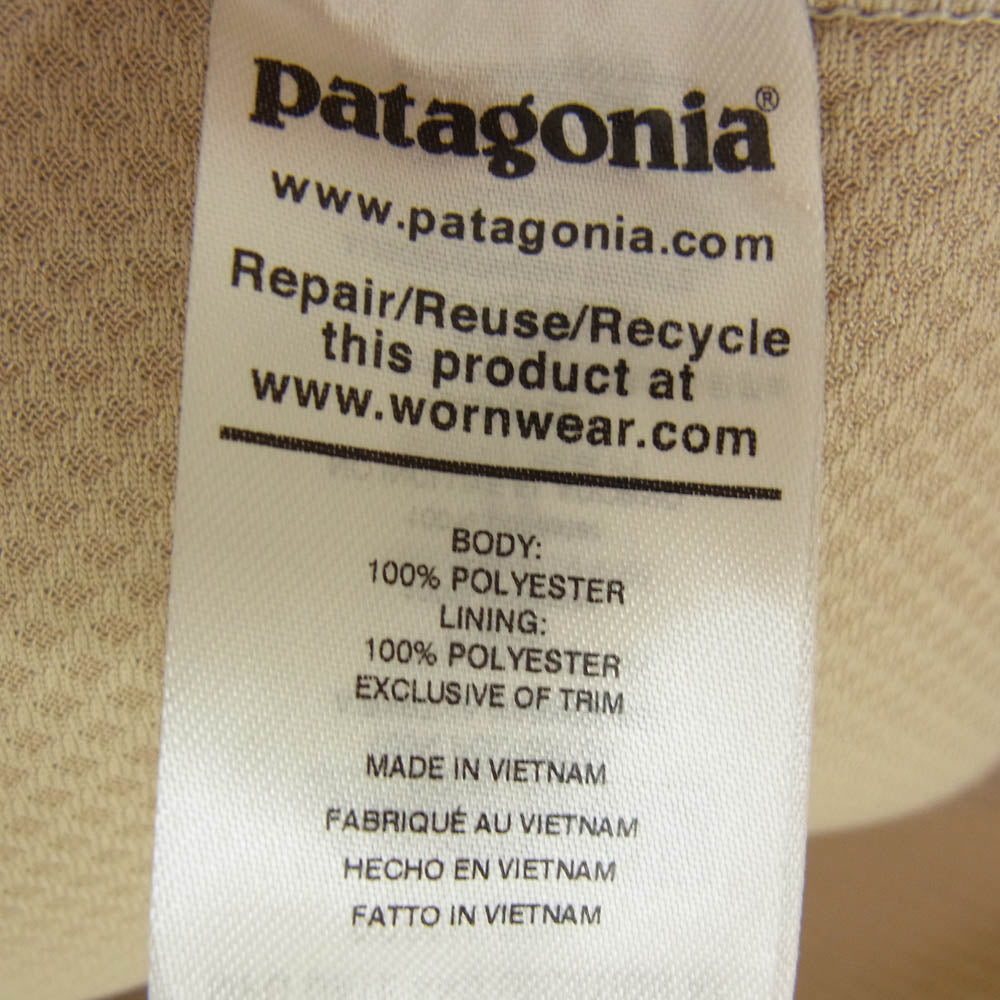 patagonia®
www.patagonia.com
Repair/Reuse/Recycle
this product at
www.wornwear.com
BODY:
100% POLYESTER
LINING:
100% POLYESTER
EXCLUSIVE OF TRIM
MADE IN VIETNAM
FABRIQUÉ AU VIETNAM
HECHO EN VIETNAM
FATTO IN VIETNAM